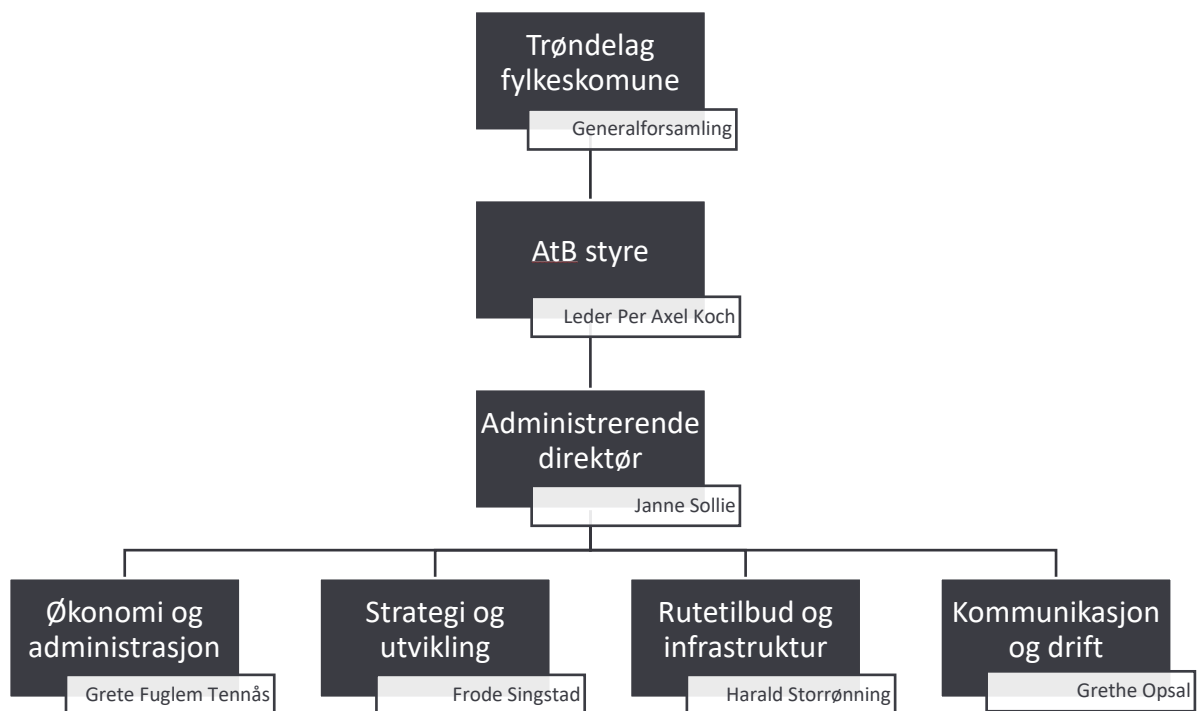 Trøndelag
fylkeskomune
Generalforsamling
AtB styre
Leder Per Axel Koch
Administrerende
direktør
Janne Sollie
Økonomi og
administrasjon
Grete Fuglem Tennås
Strategi og
utvikling
Frode Singstad
Rutetilbud og
infrastruktur
Harald Storrønning
Kommunikasjon
og drift
Grethe Opsal